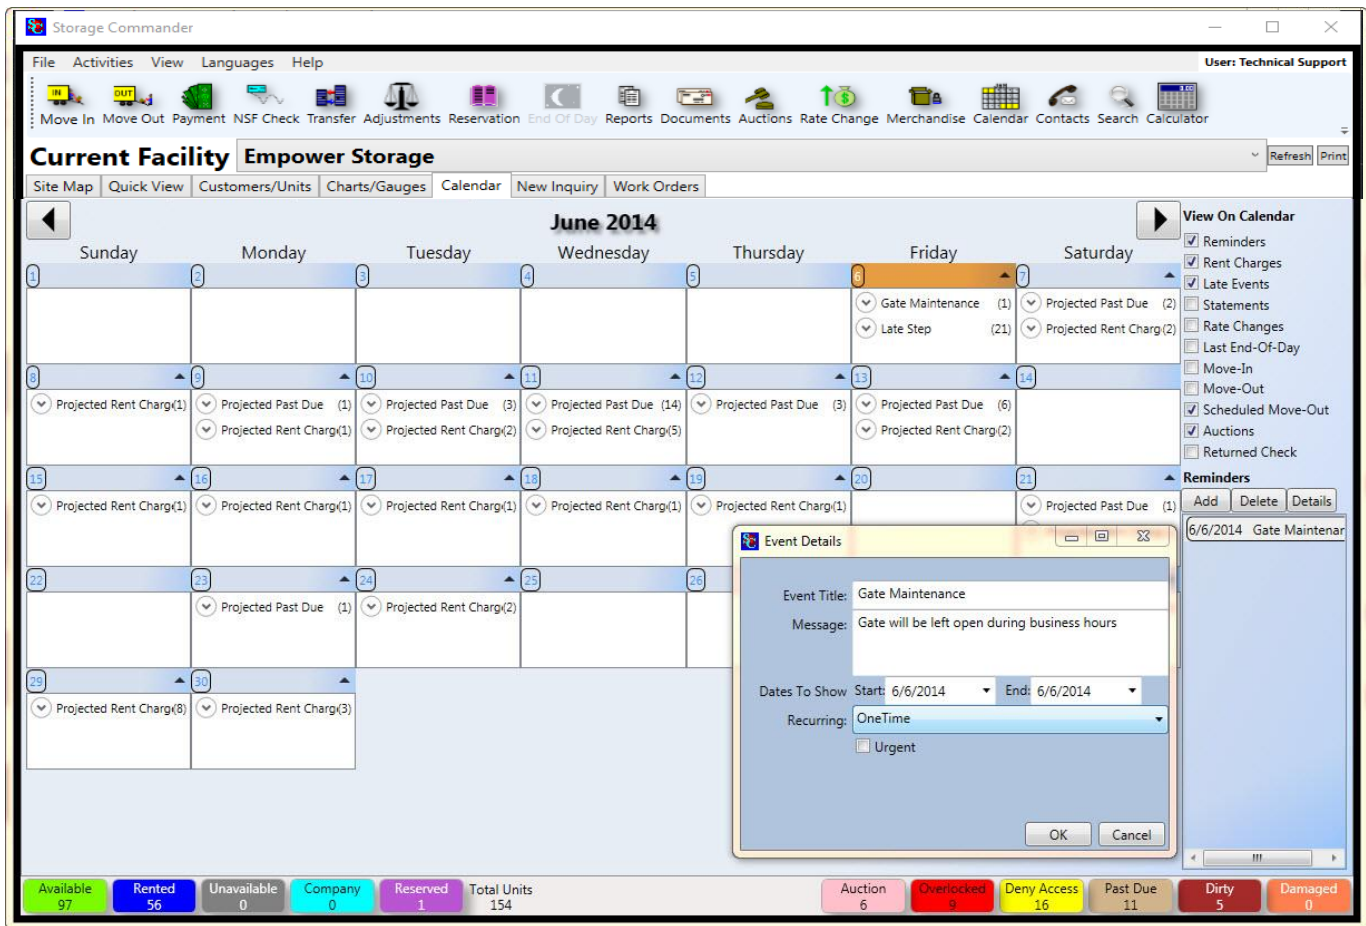 Storage Commander
File Activities View Languages Help
User: Technical Support
IN OUT
Move In Move Out Payment NSF Check Transfer Adjustments Reservation End Of Day Reports Documents Auctions Rate Change Merchandise Calendar Contacts Search Calculator
Current Facility Empower Storage
Refresh Print
Site Map Quick View Customers/Units Charts/Gauges Calendar New Inquiry Work Orders
June 2014
Sunday Monday Tuesday Wednesday Thursday Friday Saturday
1 2 3 4 5 6 7
Gate Maintenance (1) Projected Past Due (2)
Late Step (21) Projected Rent Charg(2)
8 9 10 11 12 13 14
Projected Rent Charg(1) Projected Past Due (1) Projected Past Due (3) Projected Past Due (14) Projected Past Due (3) Projected Past Due (6)
Projected Rent Charg(1) Projected Rent Charg(2) Projected Rent Charg(5) Projected Rent Charg(2)
15 16 17 18 19 20 21
Projected Rent Charg(1) Projected Rent Charg(1) Projected Rent Charg(1) Projected Rent Charg(1) Projected Rent Charg(1) Projected Past Due (1)
22 23 24 25 26
Projected Past Due (1) Projected Rent Charg(2)
29 30
Projected Rent Charg(8) Projected Rent Charg(3)
View On Calendar
Reminders
Rent Charges
Late Events
Statements
Rate Changes
Last End-Of-Day
Move-In
Move-Out
Scheduled Move-Out
Auctions
Returned Check
Reminders
Add Delete Details
6/6/2014 Gate Maintenar
Event Details
Event Title: Gate Maintenance
Message: Gate will be left open during business hours
Dates To Show Start: 6/6/2014 End: 6/6/2014
Recurring: OneTime
Urgent
OK Cancel
Available Rented Unavailable Company Reserved Total Units Auction Overlocked Deny Access Past Due Dirty Damaged
97 56 0 0 1 154 6 9 16 11 5 0